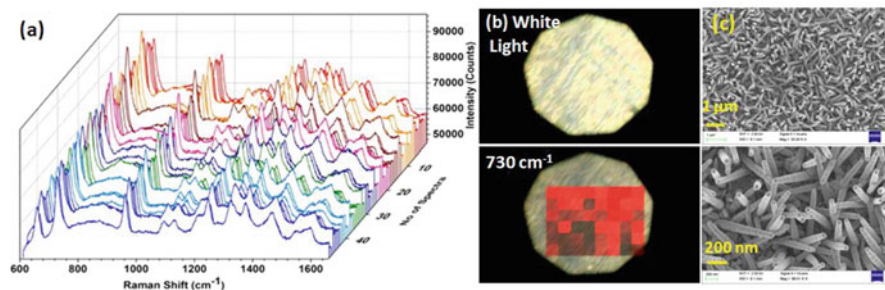 (a)
90000
80000
70000
60000
50000
Intensity (Counts)
10
20
30
40
No of Spectra
600
800
1000
1200
1400
1600
Raman Shift (cm⁻¹)
(b) White
Light
730 cm⁻¹
(c)
1 µm
200 nm